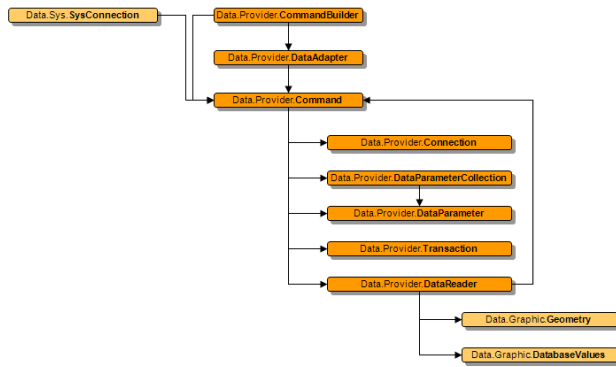 Data.Sys.SysConnection
Data.Provider.CommandBuilder
Data.Provider.DataAdapter
Data.Provider.Command
Data.Provider.Connection
Data.Provider.DataParameterCollection
Data.Provider.DataParameter
Data.Provider.Transaction
Data.Provider.DataReader
Data.Graphic.Geometry
Data.Graphic.DatabaseValues